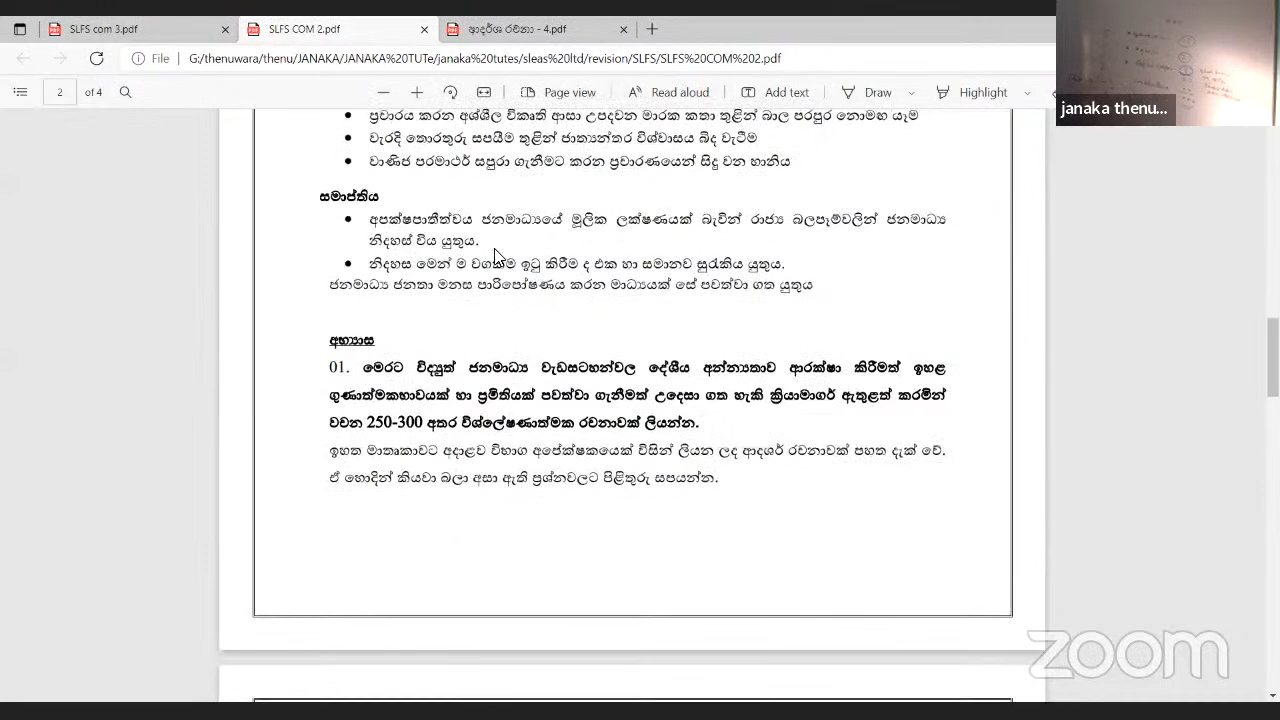 SLFS com 3.pdf
SLFS COM 2.pdf
ආදර්ශ රචනා - 4.pdf
File
G:/thenuwara/thenu/JANAKA/JANAKA%20TUTe/janaka%20tutes/sleas%20ltd/revision/SLFS/SLFS%20COM%202.pdf
2 of 4
Page view
Read aloud
Add text
Draw
Highlight
janaka thenu...
ප්‍රචාරය කරන අශ්ශීල විකෘති ආසා උපදවන මාරක කතා තුළින් බාල පරපුර නොමඟ යෑම
වැරදි තොරතුරු සපයීම තුළින් ජාත්‍යන්තර විශ්වාසය බිද වැටීම
වාණිජ පරමාර්ථ සපුරා ගැනීමට කරන ප්‍රචාරණයෙන් සිදු වන හානිය
සමාප්තිය
අපක්ෂපාතීත්වය ජනමාධ්‍යයේ මූලික ලක්ෂණයක් බැවින් රාජ්‍ය බලපෑම්වලින් ජනමාධ්‍ය
නිදහස් විය යුතුය.
නිදහස මෙන් ම වගකීම ඉටු කිරීම ද එක හා සමානව සුරැකිය යුතුය.
ජනමාධ්‍ය ජනතා මනස පාරිපෝෂණය කරන මාධ්‍යයක් සේ පවත්වා ගත යුතුය
අභ්‍යාස
01. මෙරට විද්‍යුත් ජනමාධ්‍ය වැඩසටහන්වල දේශීය අන්‍යනතාව ආරක්ෂා කිරීමත් ඉහළ
ගුණාත්මකභාවයක් හා ප්‍රමිතියක් පවත්වා ගැනීමත් උදෙසා ගත හැකි ක්‍රියාමාර්ග ඇතුළත් කරමින්
වචන 250-300 අතර විශ්ලේෂණාත්මක රචනාවක් ලියන්න.
ඉහත මාතෘකාවට අදාළව විභාග අපේක්ෂකයෙක් විසින් ලියන ලද ආදර්ශ රචනාවක් පහත දැක් වේ.
ඒ හොදින් කියවා බලා අසා ඇති ප්‍රශ්නවලට පිළිතුරු සපයන්න.
zoom